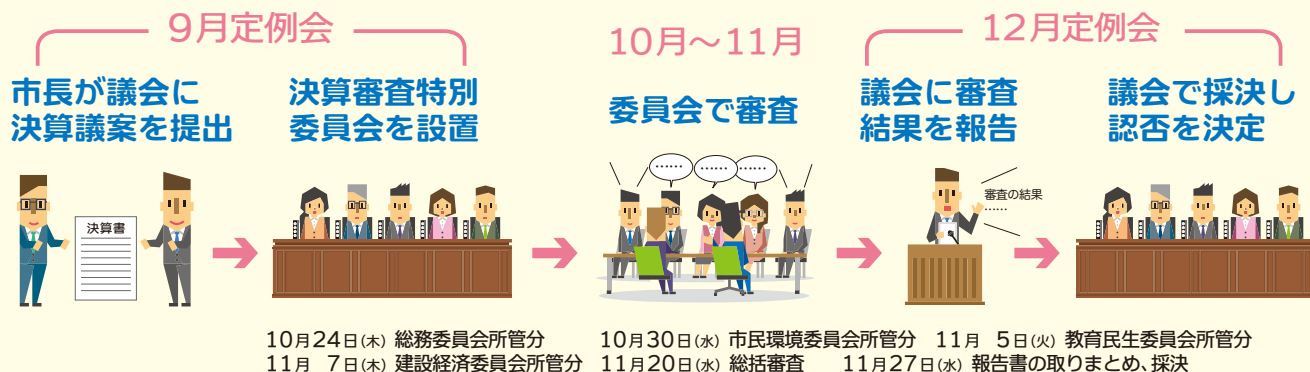 9月定例会
市長が議会に
決算議案を提出
決算書
決算審査特別
委員会を設置
10月〜11月
委員会で審査
……
……
……
12月定例会
議会に審査
結果を報告
審査の結果
……
議会で採決し
認否を決定
10月24日(木) 総務委員会所管分 10月30日(水) 市民環境委員会所管分 11月 5日(火) 教育民生委員会所管分
11月 7日(木) 建設経済委員会所管分 11月20日(水) 総括審査 11月27日(水) 報告書の取りまとめ、採決